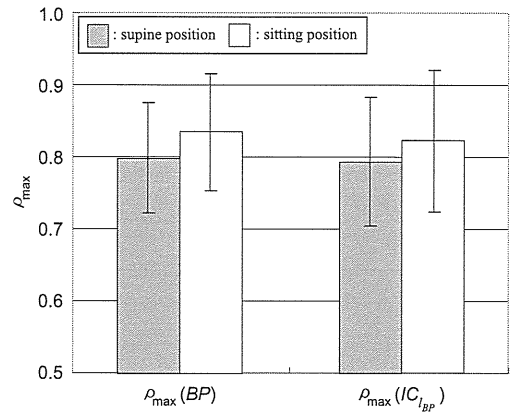 1.0
: supine position : sitting position
0.9
0.8
0.7
0.6
0.5
ρmax
ρmax (BP) ρmax (ICI_BP)